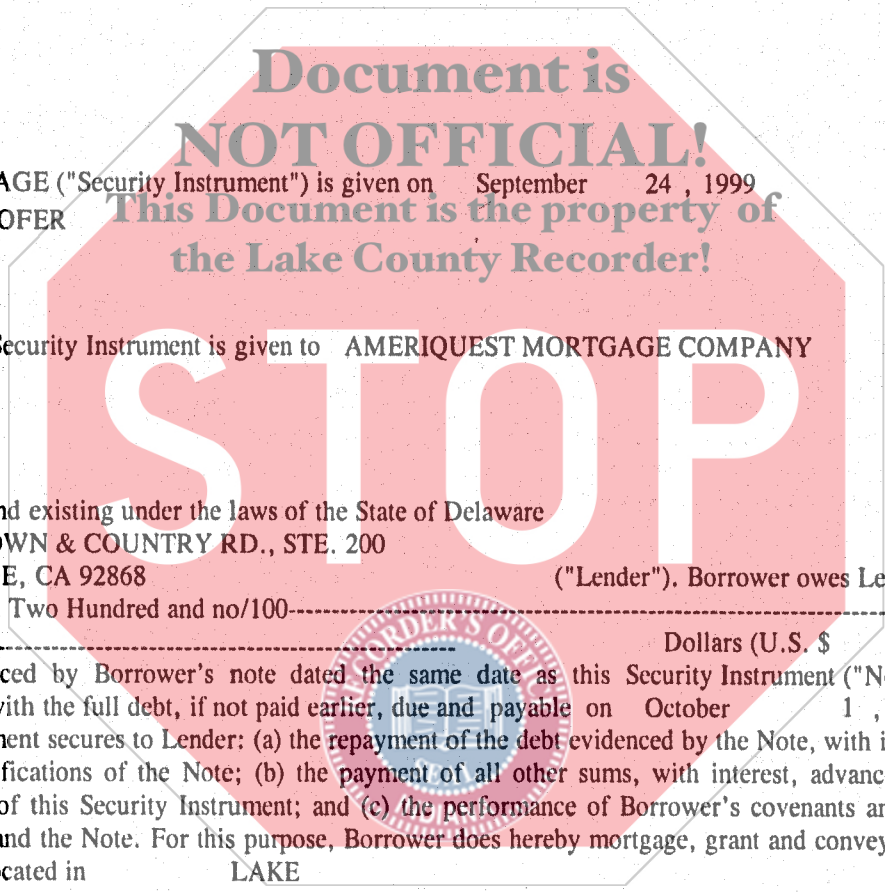 Document is
NOT OFFICIAL!
AGE ("Security Instrument") is given on September 24 , 1999
OFER This Document is the property of
the Lake County Recorder!
Security Instrument is given to AMERIQUEST MORTGAGE COMPANY
STOP
nd existing under the laws of the State of Delaware
OWN & COUNTRY RD., STE. 200
E, CA 92868 ("Lender"). Borrower owes Le
Two Hundred and no/100------------------------------------------------
------------------------------------------------ Dollars (U.S. $
RECORDER'S OFFIC
ced by Borrower's note dated the same date as this Security Instrument ("No
with the full debt, if not paid earlier, due and payable on October 1 ,
ment secures to Lender: (a) the repayment of the debt evidenced by the Note, with i
fications of the Note; (b) the payment of all other sums, with interest, advanc
of this Security Instrument; and (c) the performance of Borrower's covenants an
and the Note. For this purpose, Borrower does hereby mortgage, grant and convey
cated in LAKE